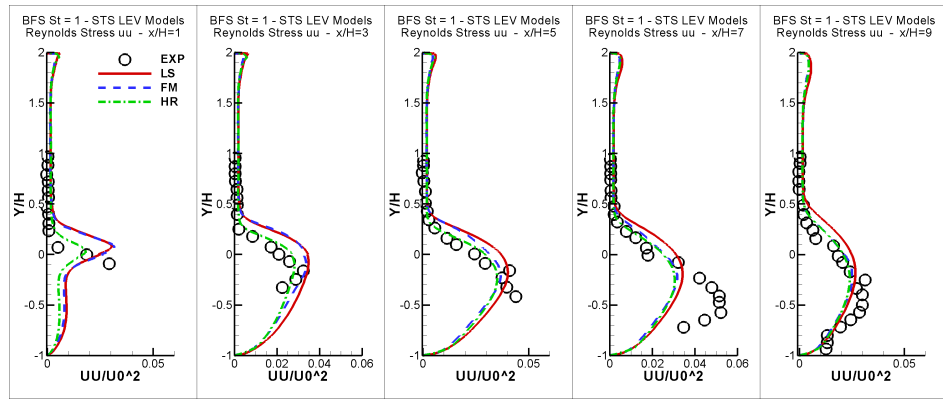 BFS St = 1 - STS LEV Models
Reynolds Stress uu - x/H=1
2
1.5
1
0.5
0
-0.5
-1
Y/H
EXP
LS
FM
HR
0.05
UU/U0^2
BFS St = 1 - STS LEV Models
Reynolds Stress uu - x/H=3
2
1.5
1
0.5
0
-0.5
-1
Y/H
0
0.02
0.04
0.06
UU/U0^2
BFS St = 1 - STS LEV Models
Reynolds Stress uu - x/H=5
2
1.5
1
0.5
0
-0.5
-1
Y/H
0
0.05
UU/U0^2
BFS St = 1 - STS LEV Models
Reynolds Stress uu - x/H=7
2
1.5
1
0.5
0
-0.5
-1
Y/H
0
0.02
0.04
0.06
UU/U0^2
BFS St = 1 - STS LEV Models
Reynolds Stress uu - x/H=9
2
1.5
1
0.5
0
-0.5
-1
Y/H
0
0.05
UU/U0^2